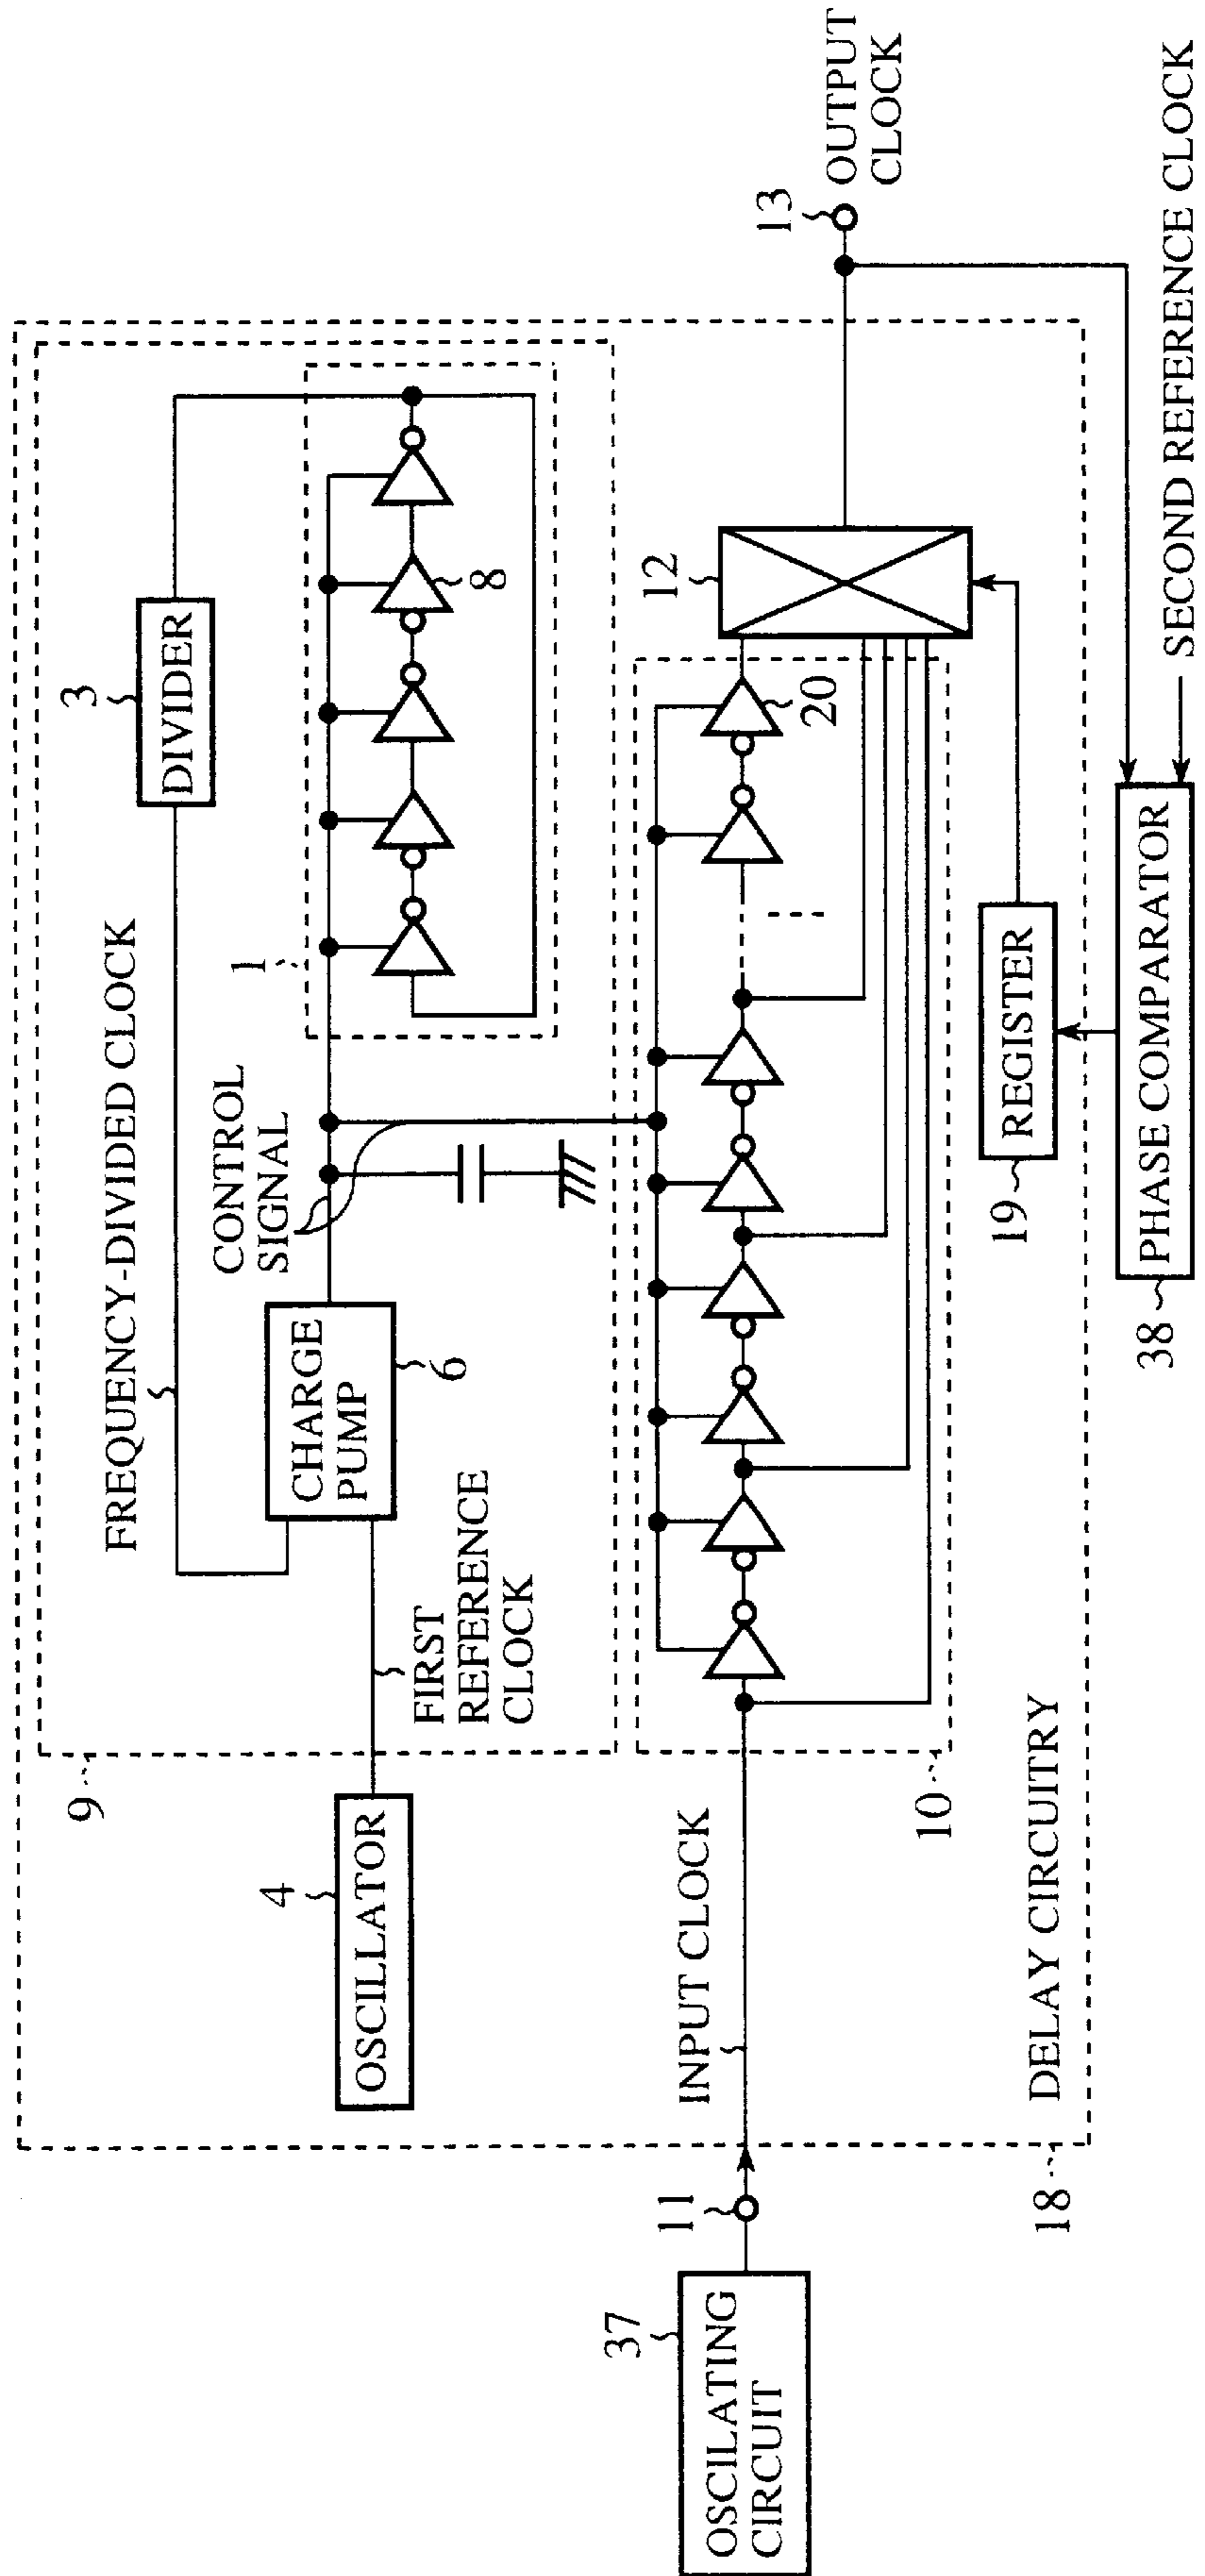 3
DIVIDER
FREQUENCY-DIVIDED CLOCK
1
8
CONTROL
SIGNAL
CHARGE
PUMP
6
FIRST
REFERENCE
CLOCK
9
4
OSCILLATOR
37
OSCILATING
CIRCUIT
11
INPUT CLOCK
10
20
12
13
OUTPUT
CLOCK
REGISTER
19
DELAY CIRCUITRY
18
PHASE COMPARATOR
38
SECOND REFERENCE CLOCK